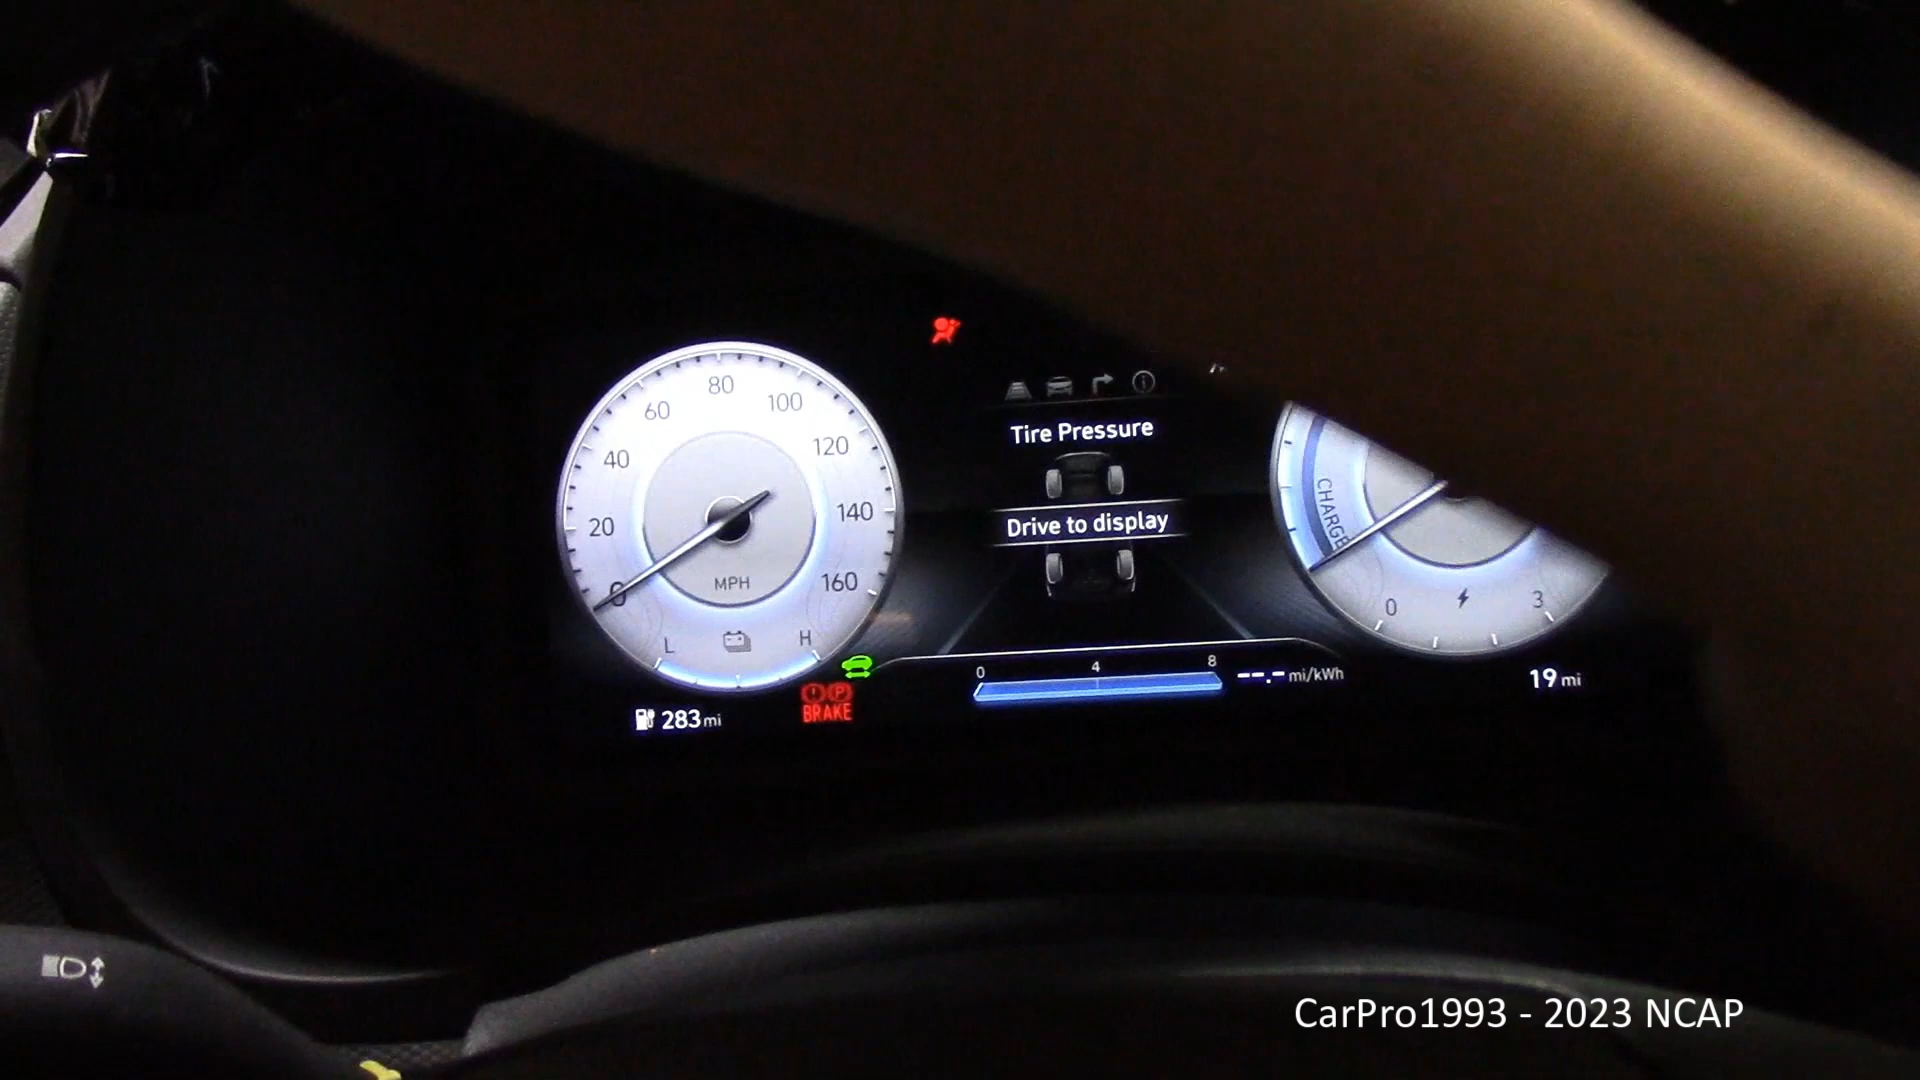 80
60
100
40
120
20
140
0
160
MPH
L
H
283mi
BRAKE
P
Tire Pressure
Drive to display
0
4
8
--.- mi/kWh
CHARGE
0
3
19 mi
CarPro1993 - 2023 NCAP